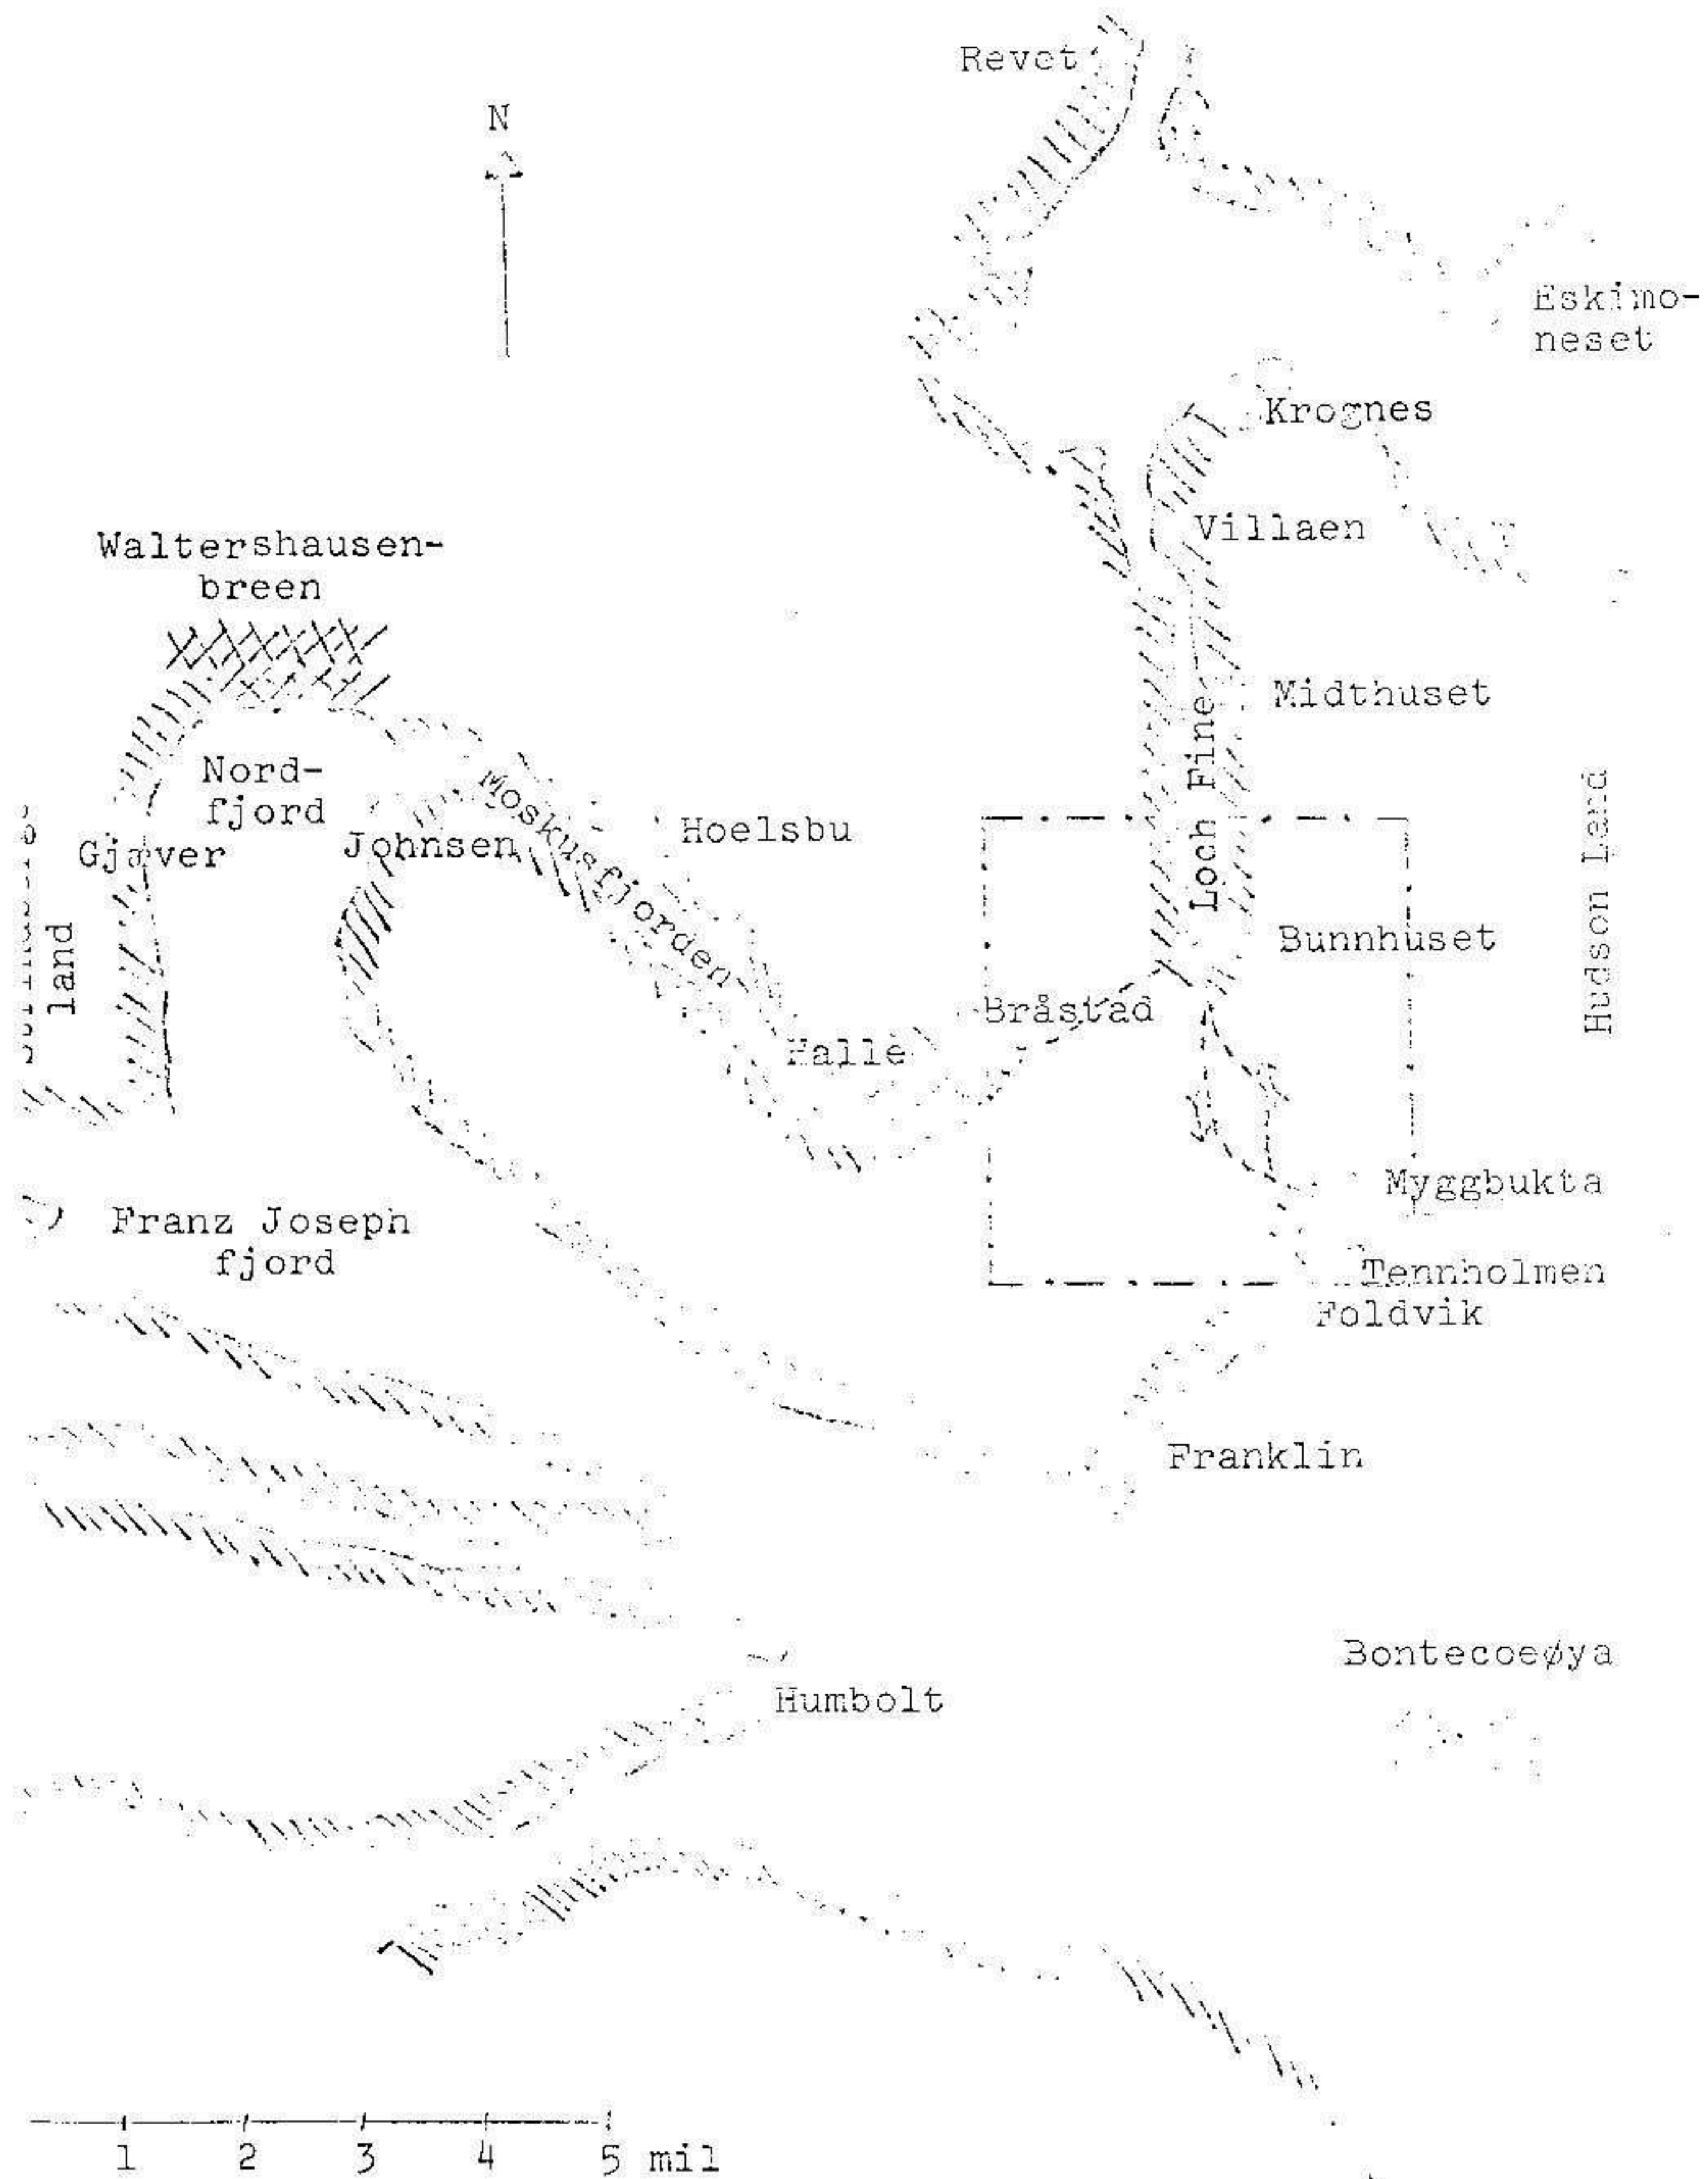 Revet
N
Eskimo-
neset
Krognes
Villaen
Waltershausen-
breen
Midthuset
Loch Fine
Nord-
fjord
Moskusfjorden
Hoelsbu
Gjæver
Johnsen
Hudson Land
land
Bunnhuset
Bråstad
Halle
Myggbukta
Franz Joseph
fjord
Tennholmen
Foldvik
Franklin
Bontecoeøya
Humbolt
1 2 3 4 5 mil